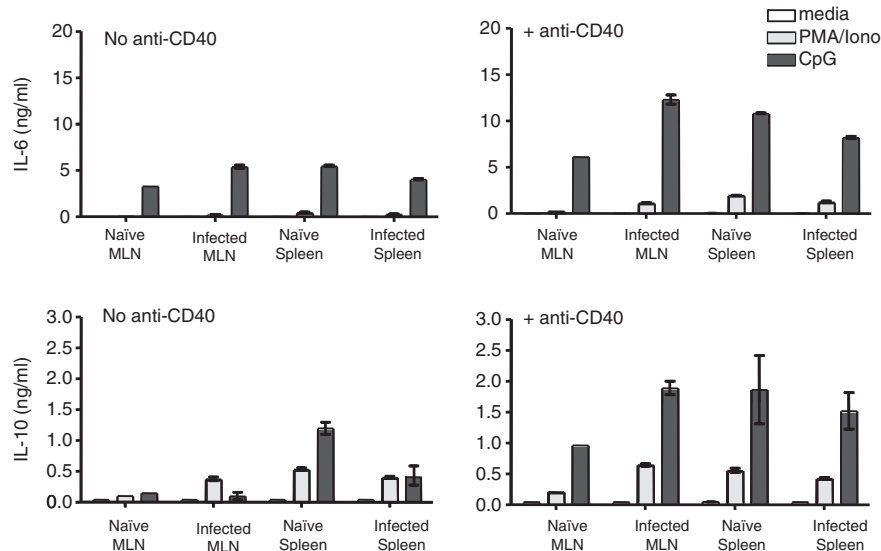 No anti-CD40
IL-6 (ng/ml)
20
15
10
5
0
Naïve MLN
Infected MLN
Naïve Spleen
Infected Spleen
+ anti-CD40
media
PMA/Iono
CpG
20
15
10
5
0
Naïve MLN
Infected MLN
Naïve Spleen
Infected Spleen
No anti-CD40
IL-10 (ng/ml)
3.0
2.5
2.0
1.5
1.0
0.5
0.0
Naïve MLN
Infected MLN
Naïve Spleen
Infected Spleen
+ anti-CD40
3.0
2.5
2.0
1.5
1.0
0.5
0.0
Naïve MLN
Infected MLN
Naïve Spleen
Infected Spleen